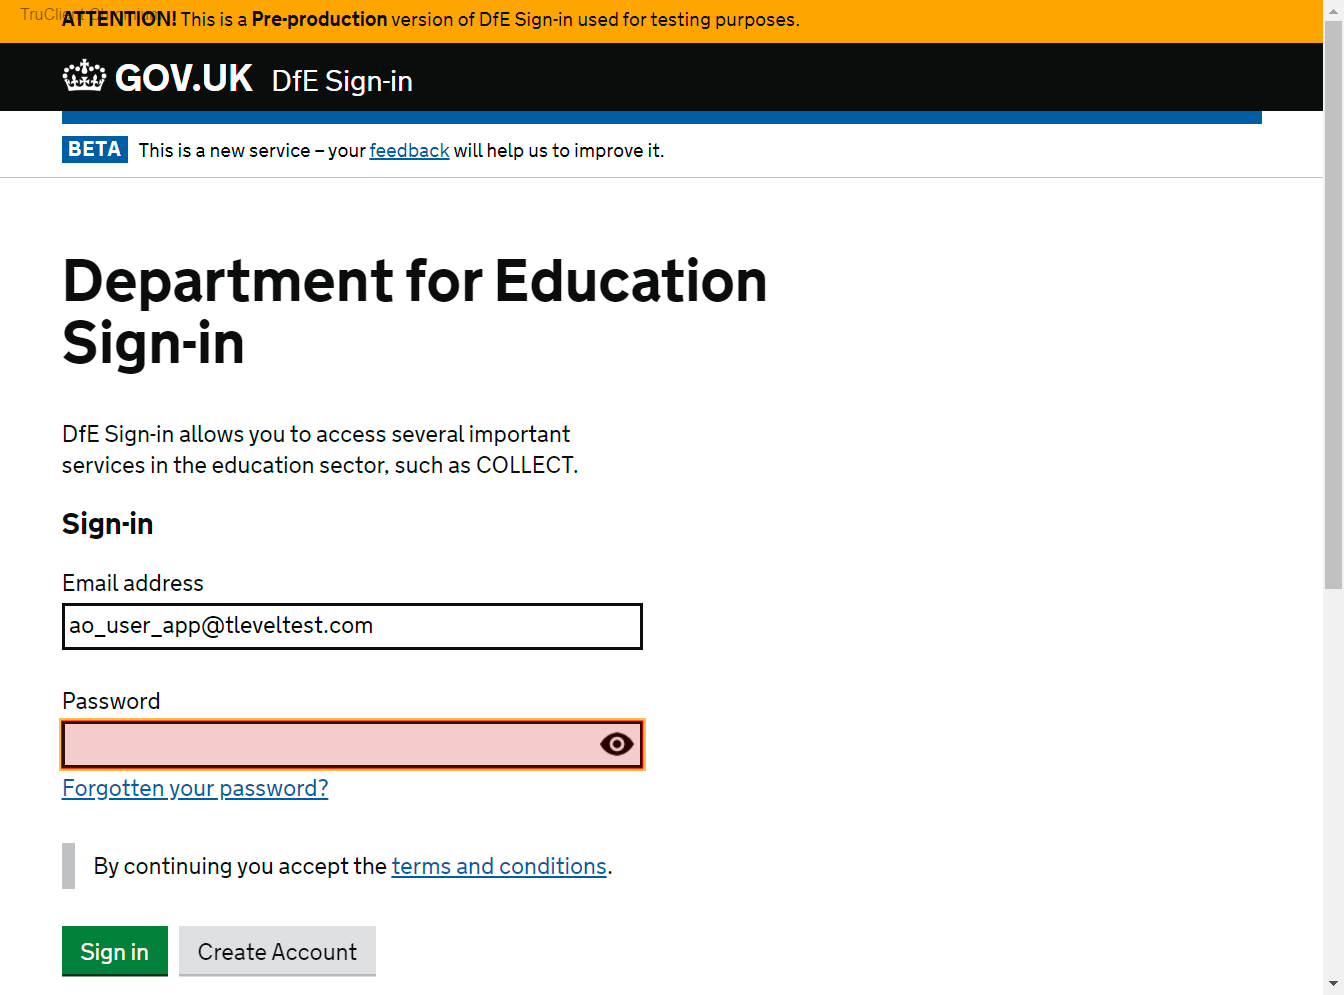 ATTENTION! This is a Pre-production version of DfE Sign-in used for testing purposes.
GOV.UK DfE Sign-in
BETA This is a new service – your feedback will help us to improve it.
Department for Education
Sign-in
DfE Sign-in allows you to access several important
services in the education sector, such as COLLECT.
Sign-in
Email address
ao_user_app@tleveltest.com
Password
Forgotten your password?
By continuing you accept the terms and conditions.
Sign in Create Account